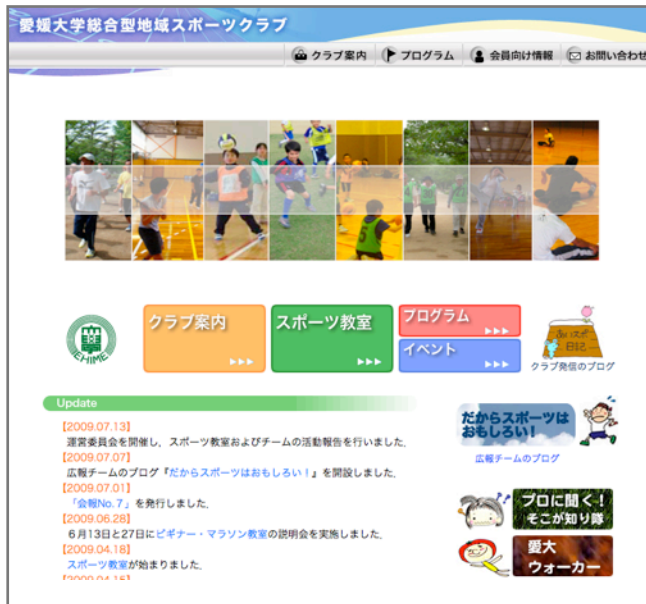 愛媛大学総合型地域スポーツクラブ
クラブ案内 プログラム 会員向け情報 お問い合わせ
クラブ案内
スポーツ教室
プログラム
イベント
EHIME
あいスポ
日記
クラブ発信のブログ
Update
[2009.07.13]
運営委員会を開催し、スポーツ教室およびチームの活動報告を行いました。
[2009.07.07]
広報チームのブログ『だからスポーツはおもしろい！』を開設しました。
[2009.07.01]
「会報No.７」を発行しました。
[2009.06.28]
６月13日と27日にビギナー・マラソン教室の説明会を実施しました。
[2009.04.18]
スポーツ教室が始まりました。
だからスポーツは
おもしろい！
広報チームのブログ
プロに聞く！
そこが知り隊
愛大
ウォーカー